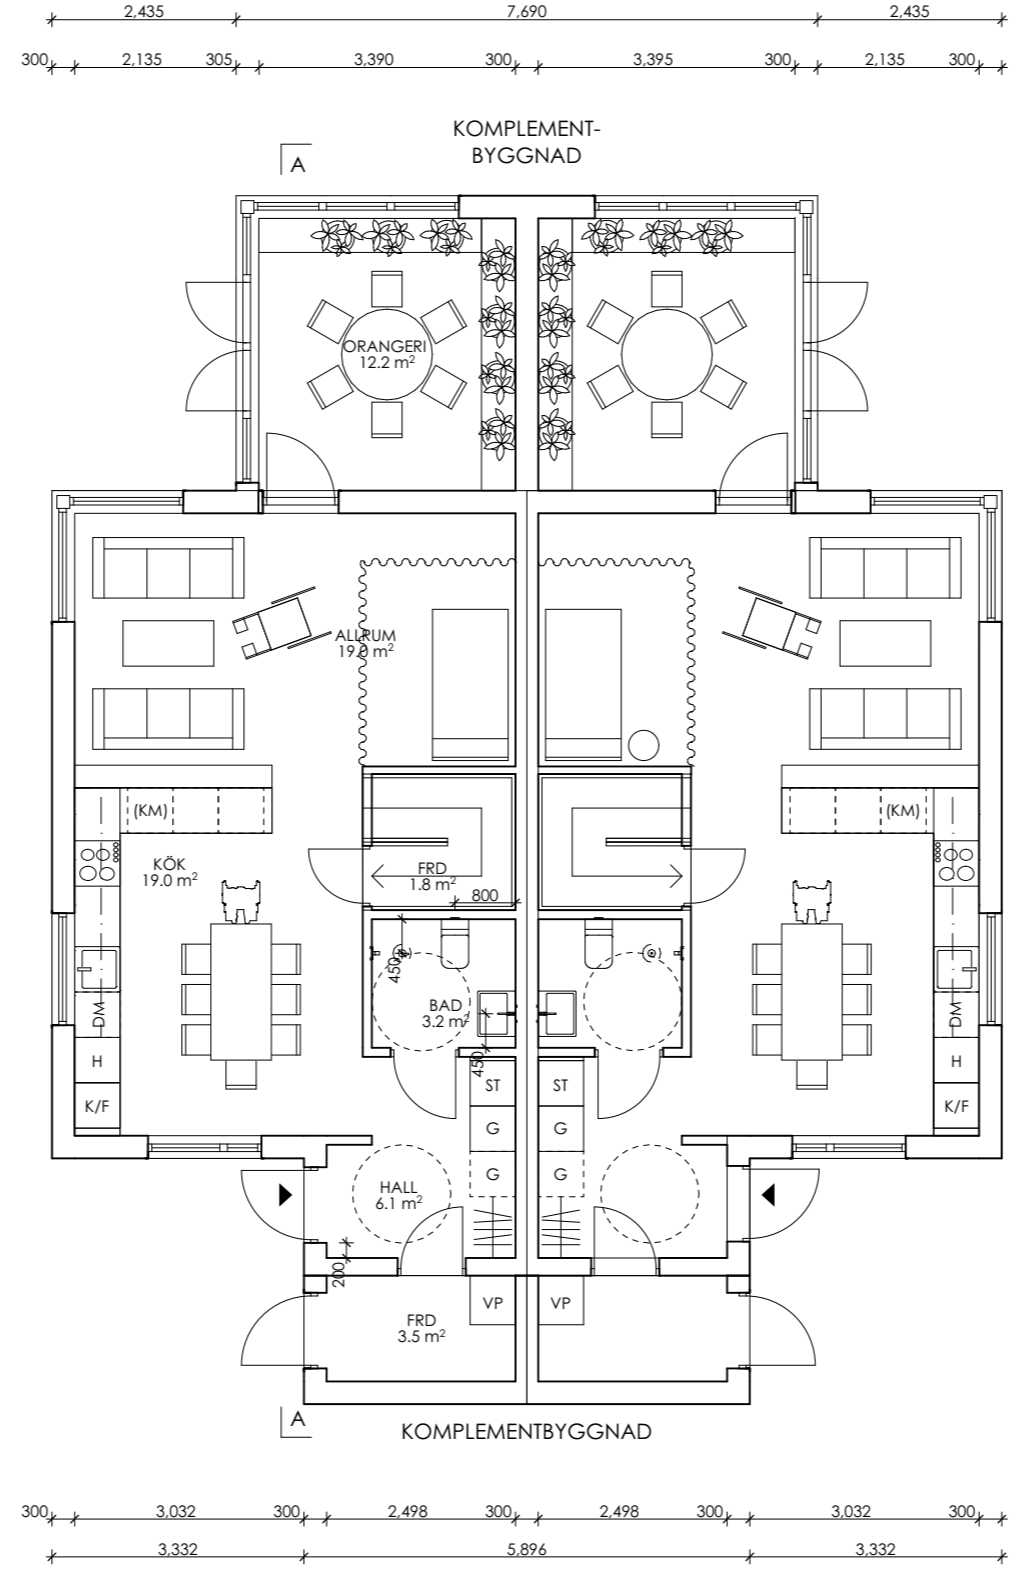 2,435 7,690 2,435
300 2,135 305 3,390 300 3,395 300 2,135 300
KOMPLEMENT-
BYGGNAD
A
ORANGERI
12.2 m²
ALLRUM
19.0 m²
(KM) (KM)
KÖK
19.0 m²
FRD
1.8 m²
800
450
BAD
3.2 m²
DM DM
450
H H
ST ST
K/F K/F
G G
G G
HALL
6.1 m²
200
VP VP
FRD
3.5 m²
A
KOMPLEMENTBYGGNAD
300 3,032 300 2,498 300 2,498 300 3,032 300
3,332 5,896 3,332